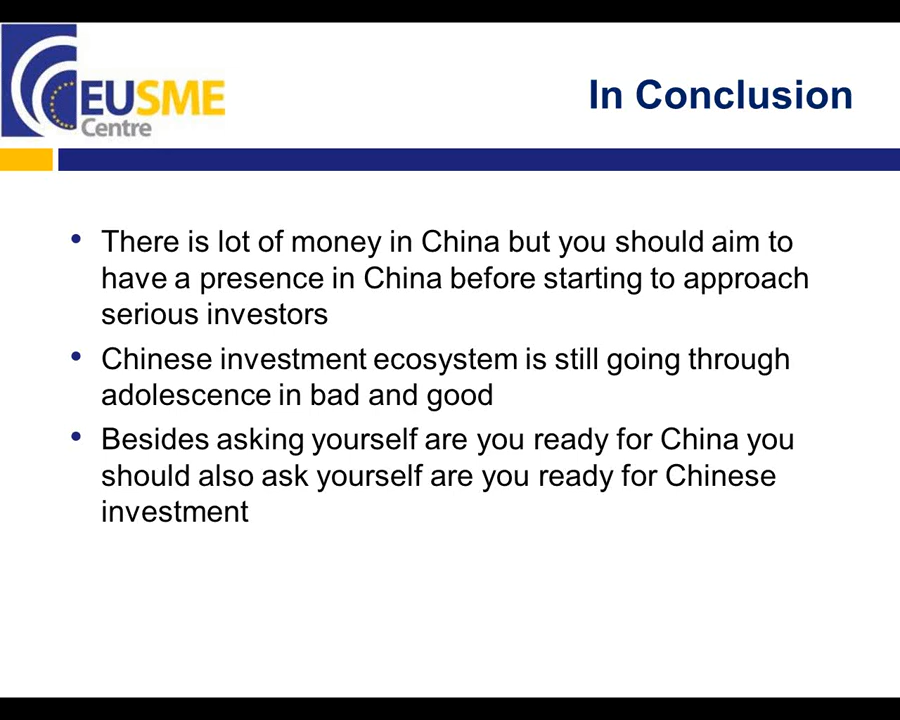 EUSME
Centre
In Conclusion
• There is lot of money in China but you should aim to
have a presence in China before starting to approach
serious investors
• Chinese investment ecosystem is still going through
adolescence in bad and good
• Besides asking yourself are you ready for China you
should also ask yourself are you ready for Chinese
investment